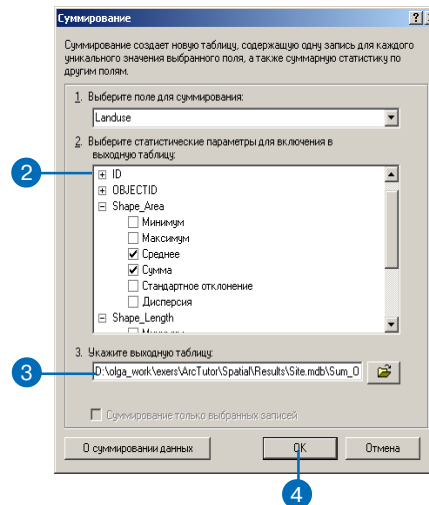 Суммирование
Суммирование создает новую таблицу, содержащую одну запись для каждого
уникального значения выбранного поля, а также суммарную статистику по
другим полям.
1. Выберите поле для суммирования:
Landuse
2. Выберите статистические параметры для включения в
выходную таблицу:
2
ID
OBJECTID
Shape_Area
Минимум
Максимум
Среднее
Сумма
Стандартное отклонение
Дисперсия
Shape_Length
3. Укажите выходную таблицу:
3
D:\olga_work\exers\ArcTutor\Spatial\Results\Site.mdb\Sum_O
Суммирование только выбранных записей
О суммировании данных
OK
Отмена
4